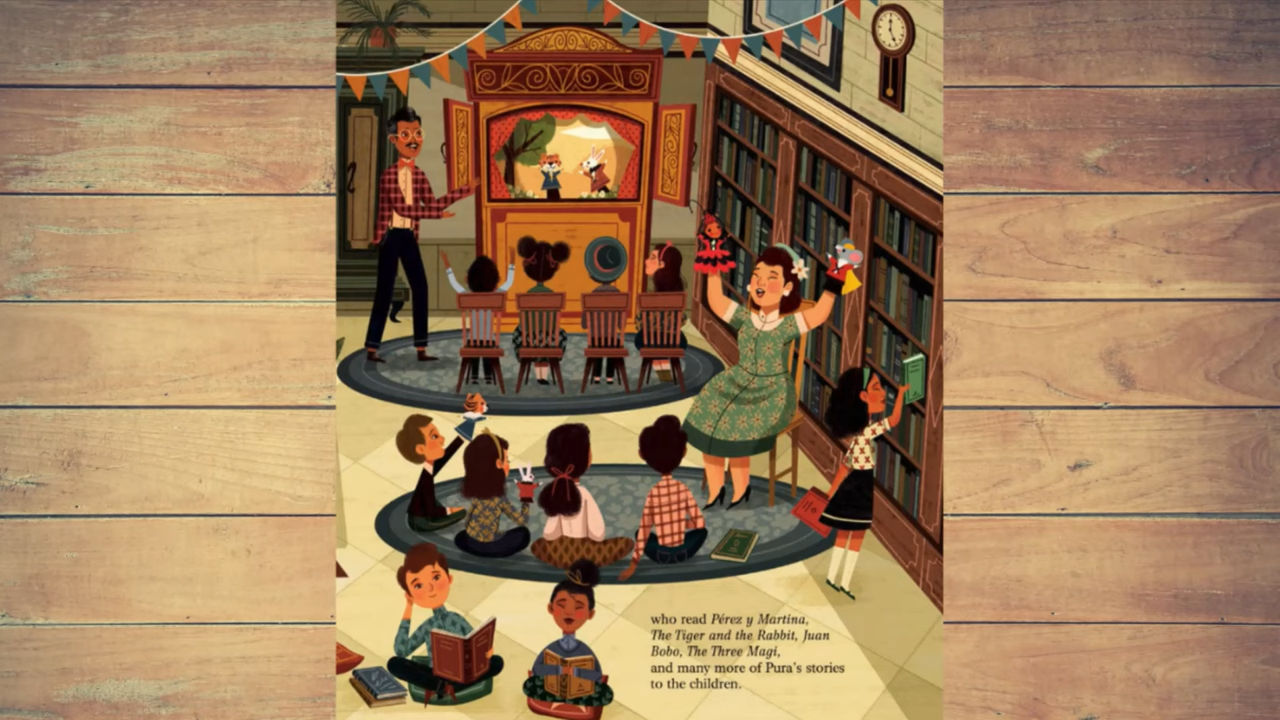 who read Pérez y Martina,
The Tiger and the Rabbit, Juan
Bobo, The Three Magi,
and many more of Pura's stories
to the children.